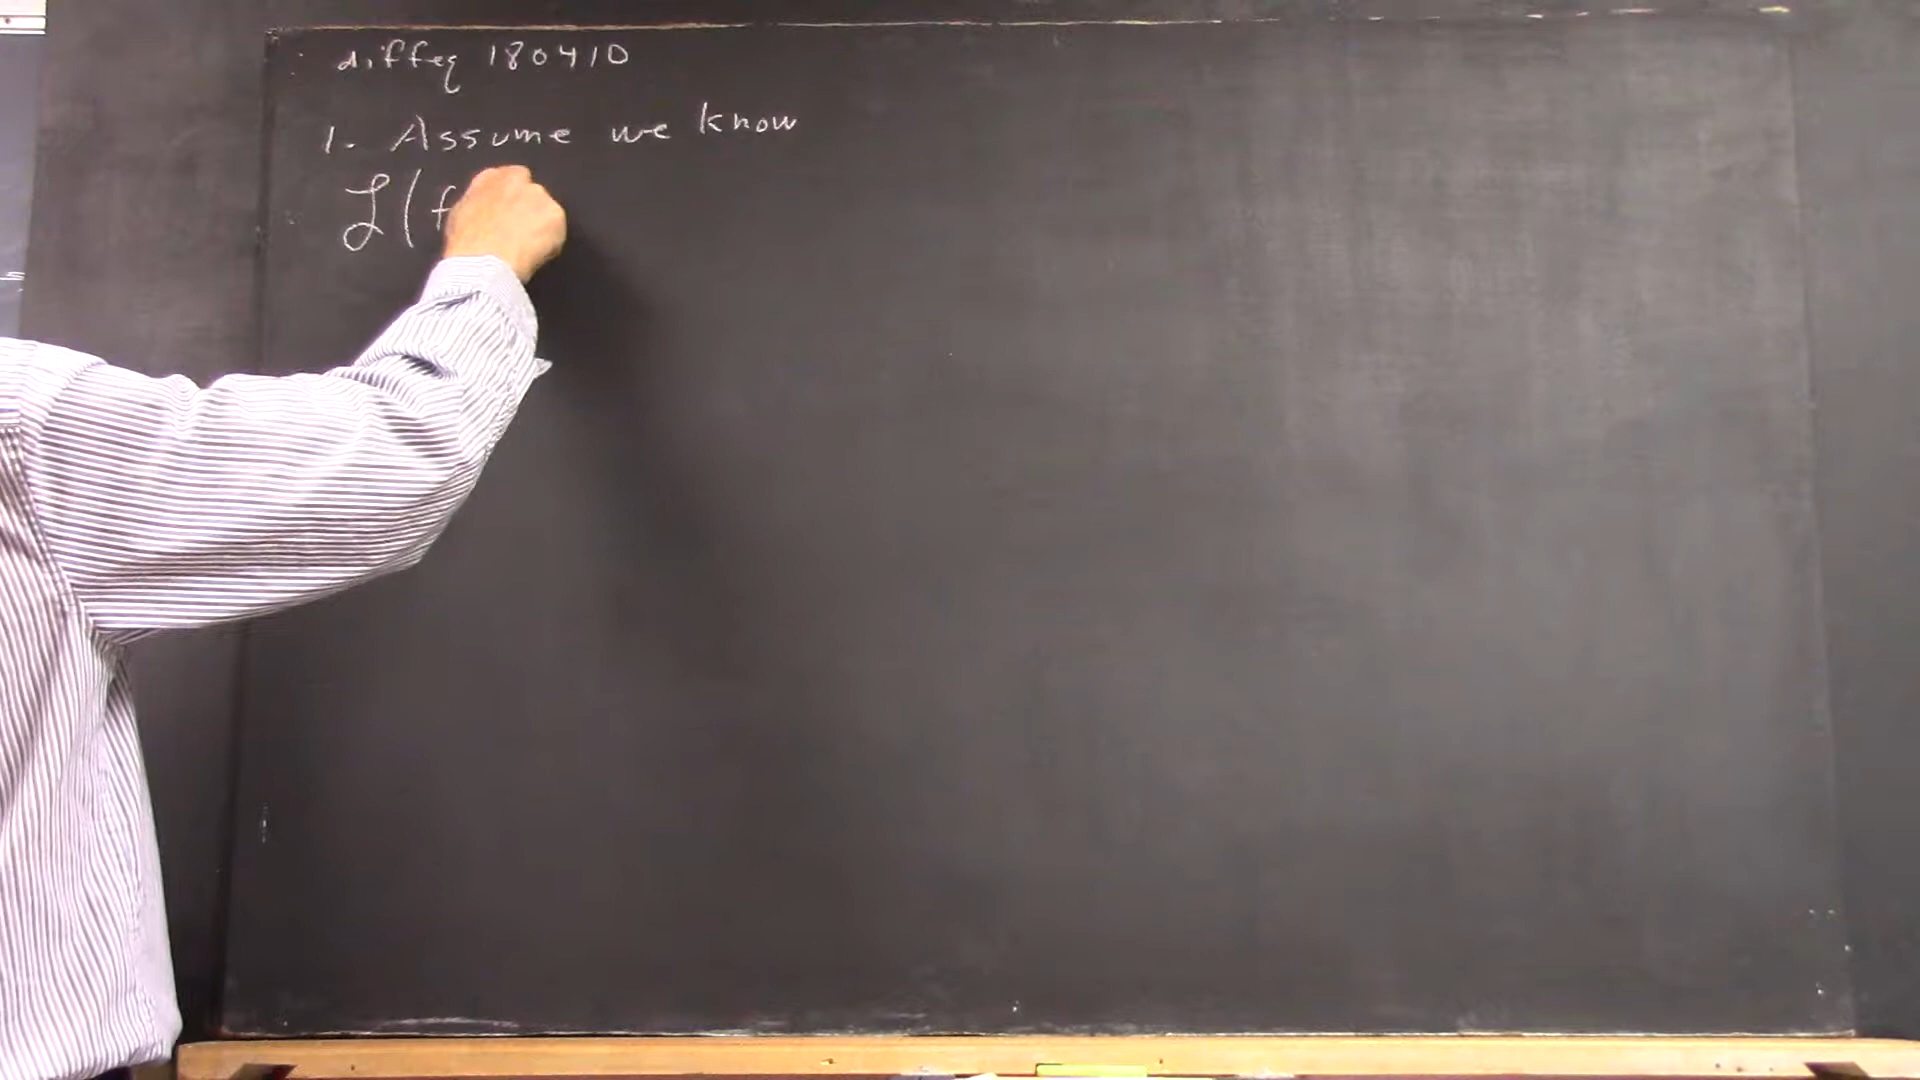 diffeq 180410
1. Assume we know
ℒ(f